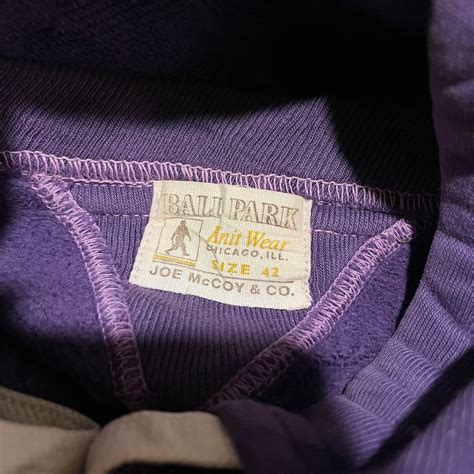 BALL PARK
Knit Wear
CHICAGO, ILL.
SIZE 42
JOE McCOY & CO.